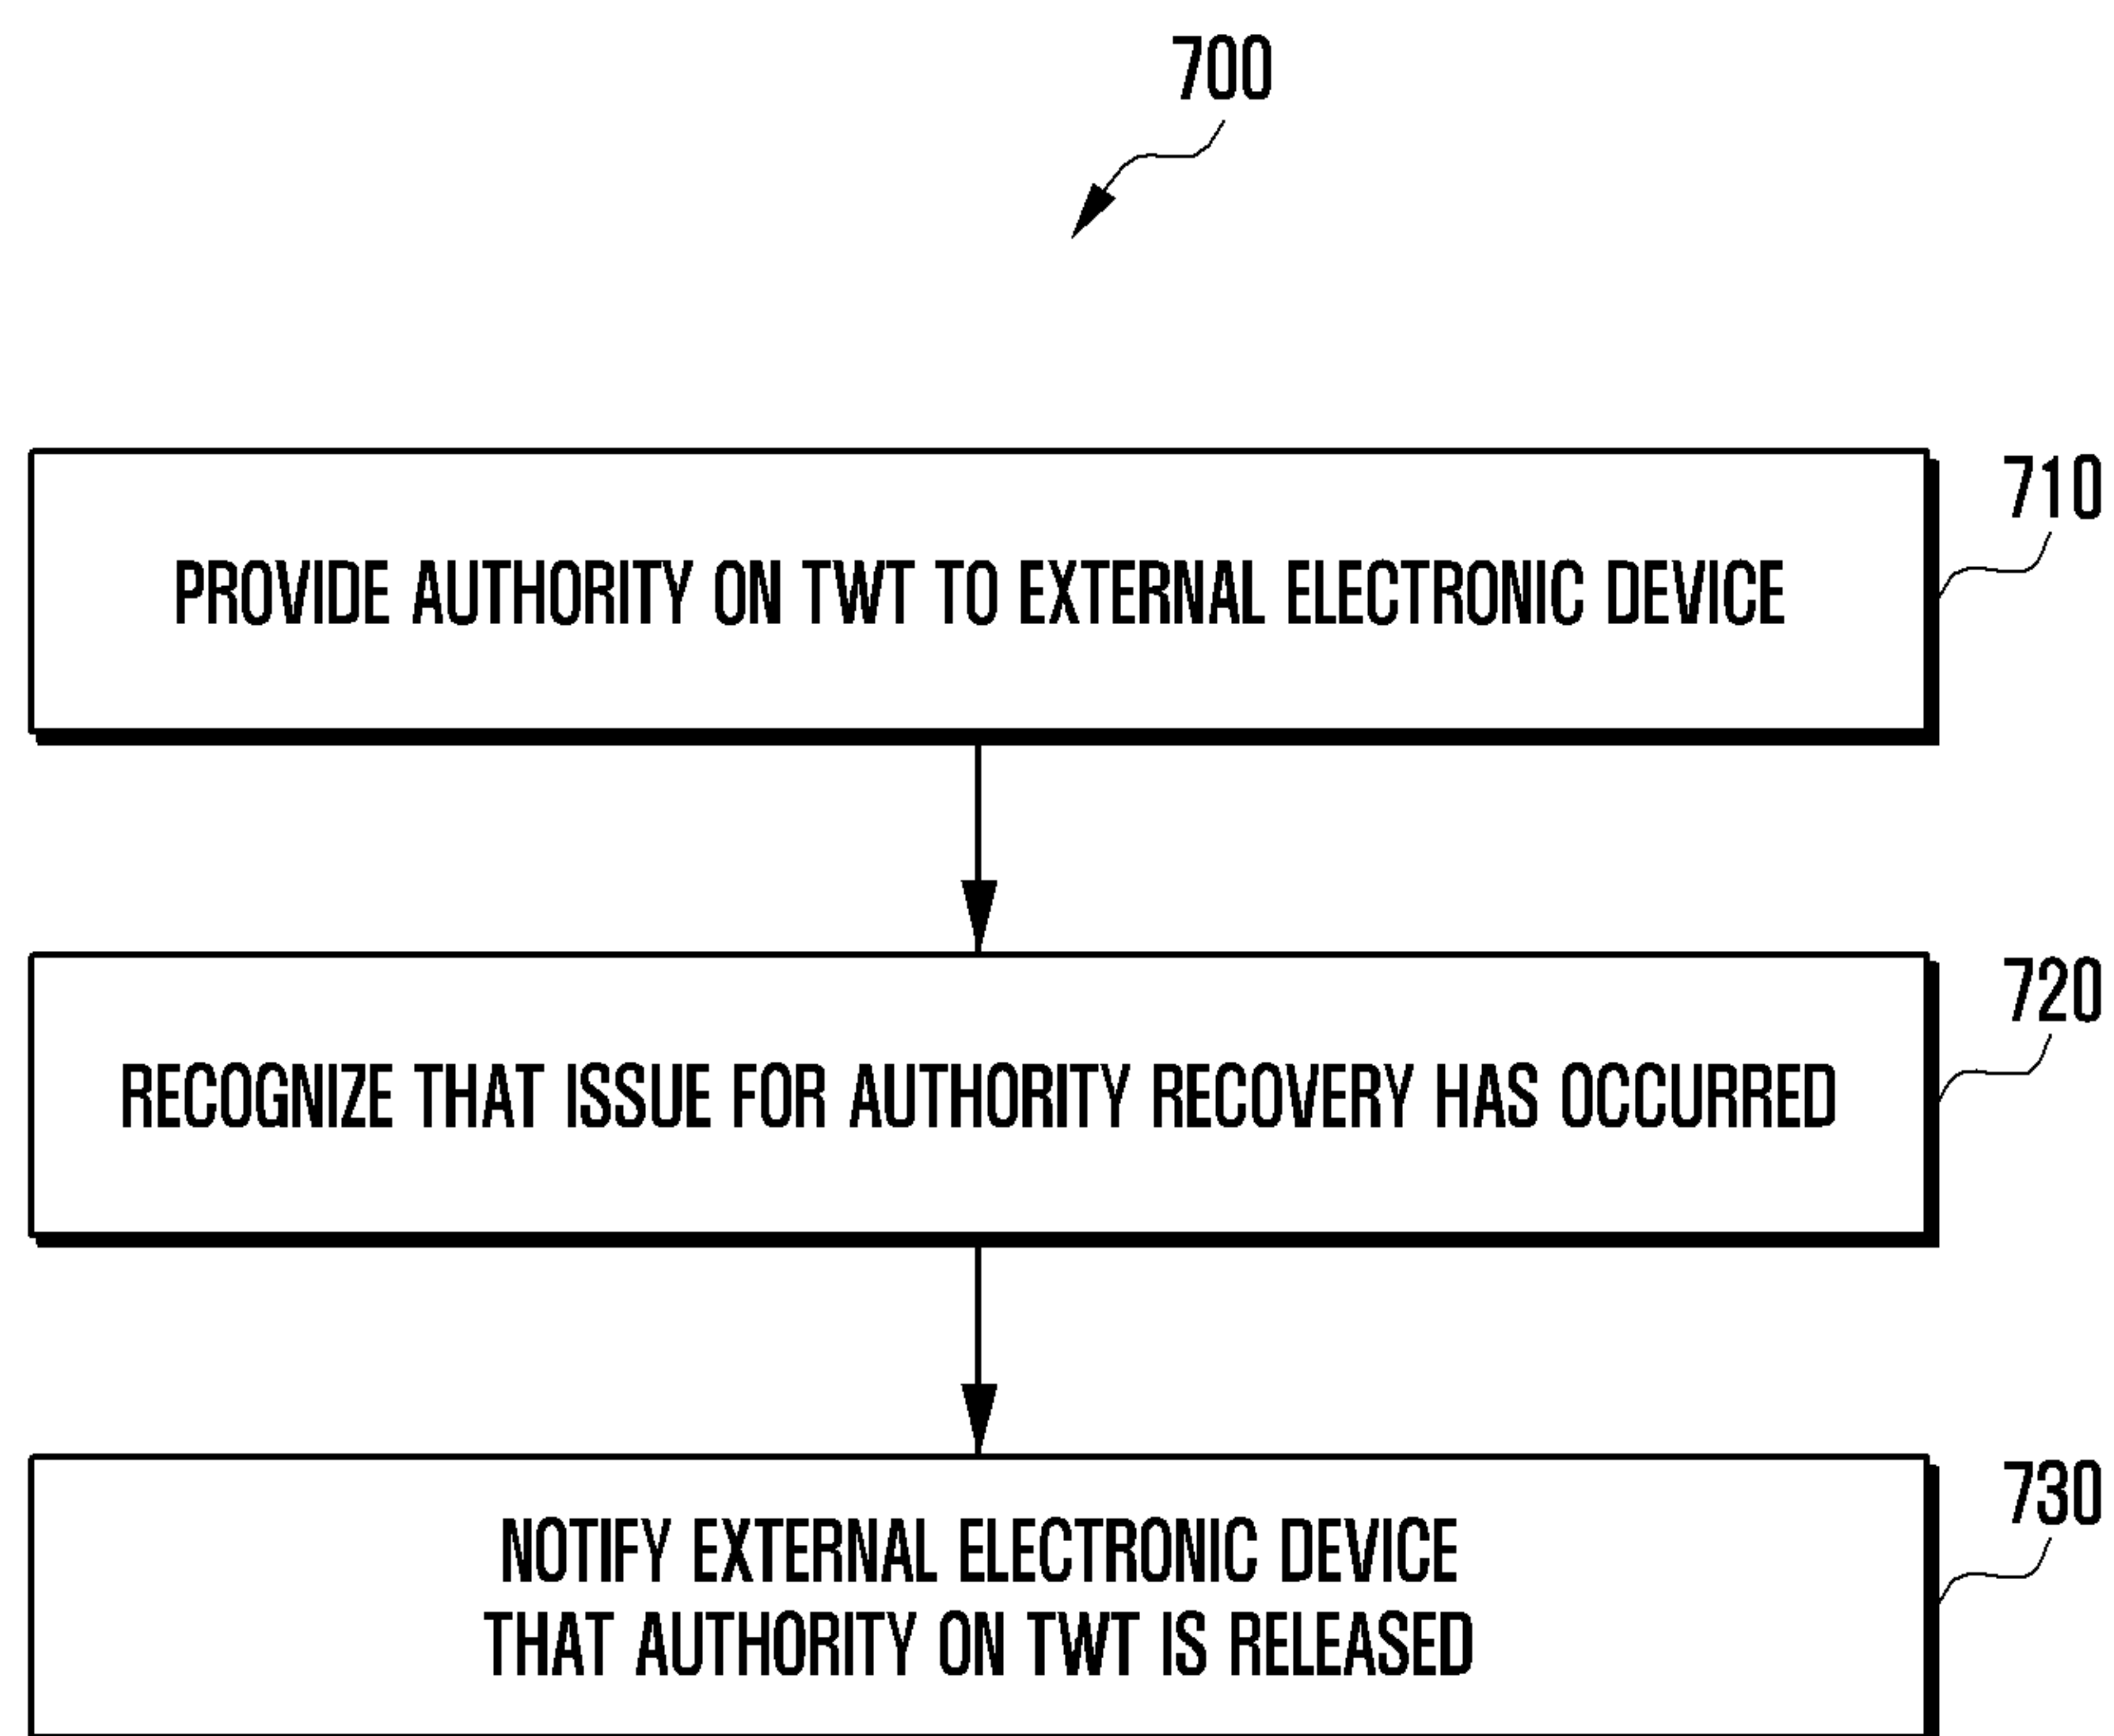 700
710
PROVIDE AUTHORITY ON TWT TO EXTERNAL ELECTRONIC DEVICE
720
RECOGNIZE THAT ISSUE FOR AUTHORITY RECOVERY HAS OCCURRED
730
NOTIFY EXTERNAL ELECTRONIC DEVICE
THAT AUTHORITY ON TWT IS RELEASED